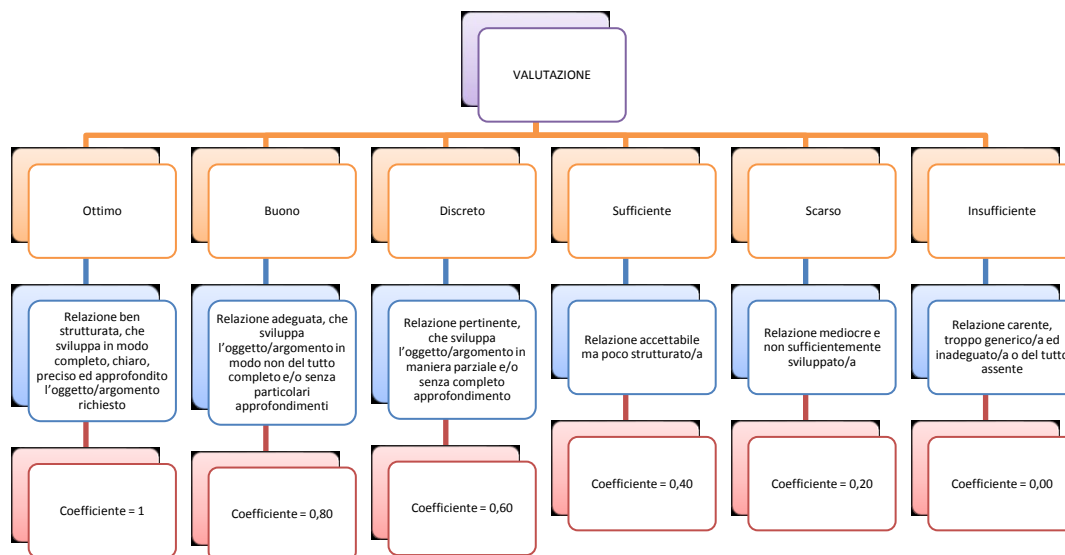 VALUTAZIONE
Ottimo
Buono
Discreto
Sufficiente
Scarso
Insufficiente
Relazione ben
strutturata, che
sviluppa in modo
completo, chiaro,
preciso ed approfondito
l'oggetto/argomento
richiesto
Relazione adeguata, che
sviluppa
l'oggetto/argomento in
modo non del tutto
completo e/o senza
particolari
approfondimenti
Relazione pertinente,
che sviluppa
l'oggetto/argomento in
maniera parziale e/o
senza completo
approfondimento
Relazione accettabile
ma poco strutturato/a
Relazione mediocre e
non sufficientemente
sviluppato/a
Relazione carente,
troppo generico/a ed
inadeguato/a o del tutto
assente
Coefficiente = 1
Coefficiente = 0,80
Coefficiente = 0,60
Coefficiente = 0,40
Coefficiente = 0,20
Coefficiente = 0,00